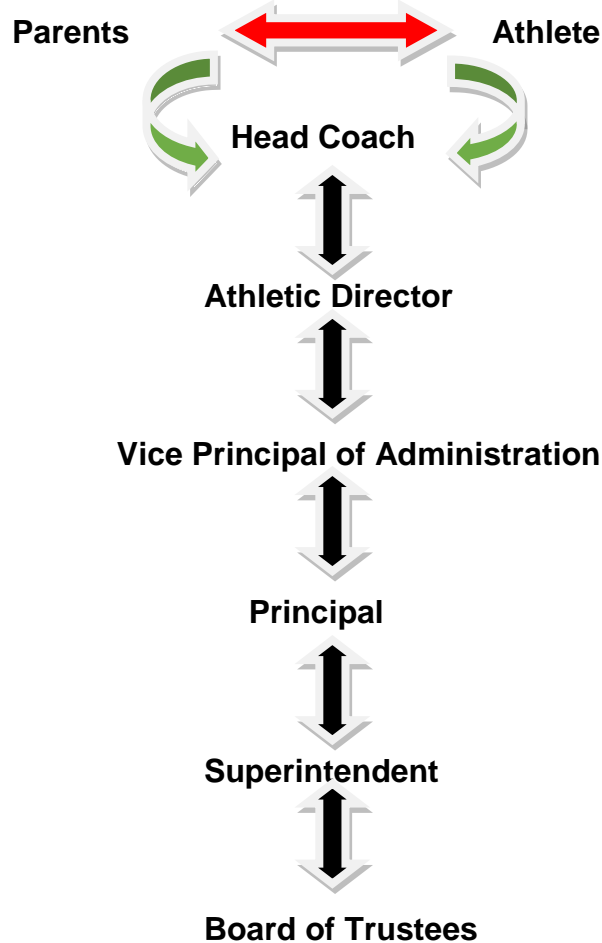 Parents Athlete
Head Coach
Athletic Director
Vice Principal of Administration
Principal
Superintendent
Board of Trustees